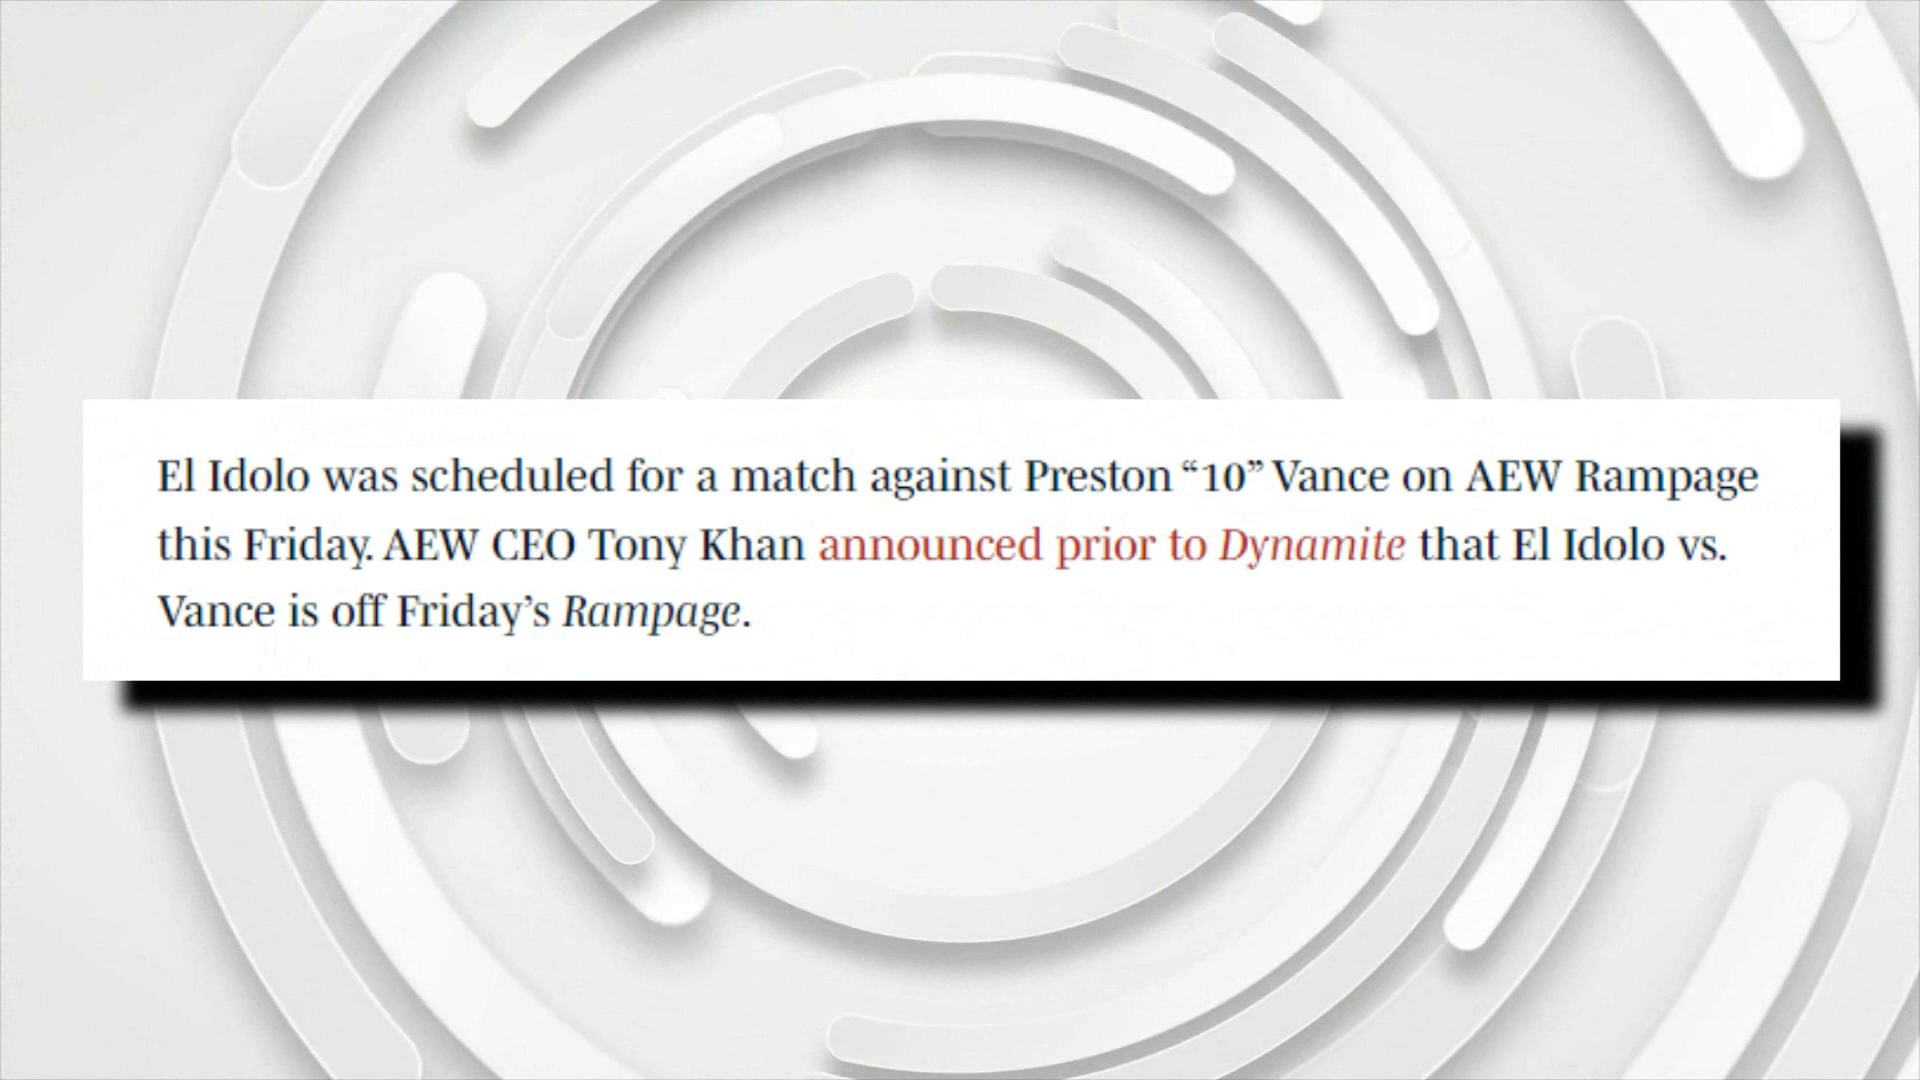 El Idolo was scheduled for a match against Preston “10” Vance on AEW Rampage
this Friday. AEW CEO Tony Khan announced prior to Dynamite that El Idolo vs.
Vance is off Friday’s Rampage.